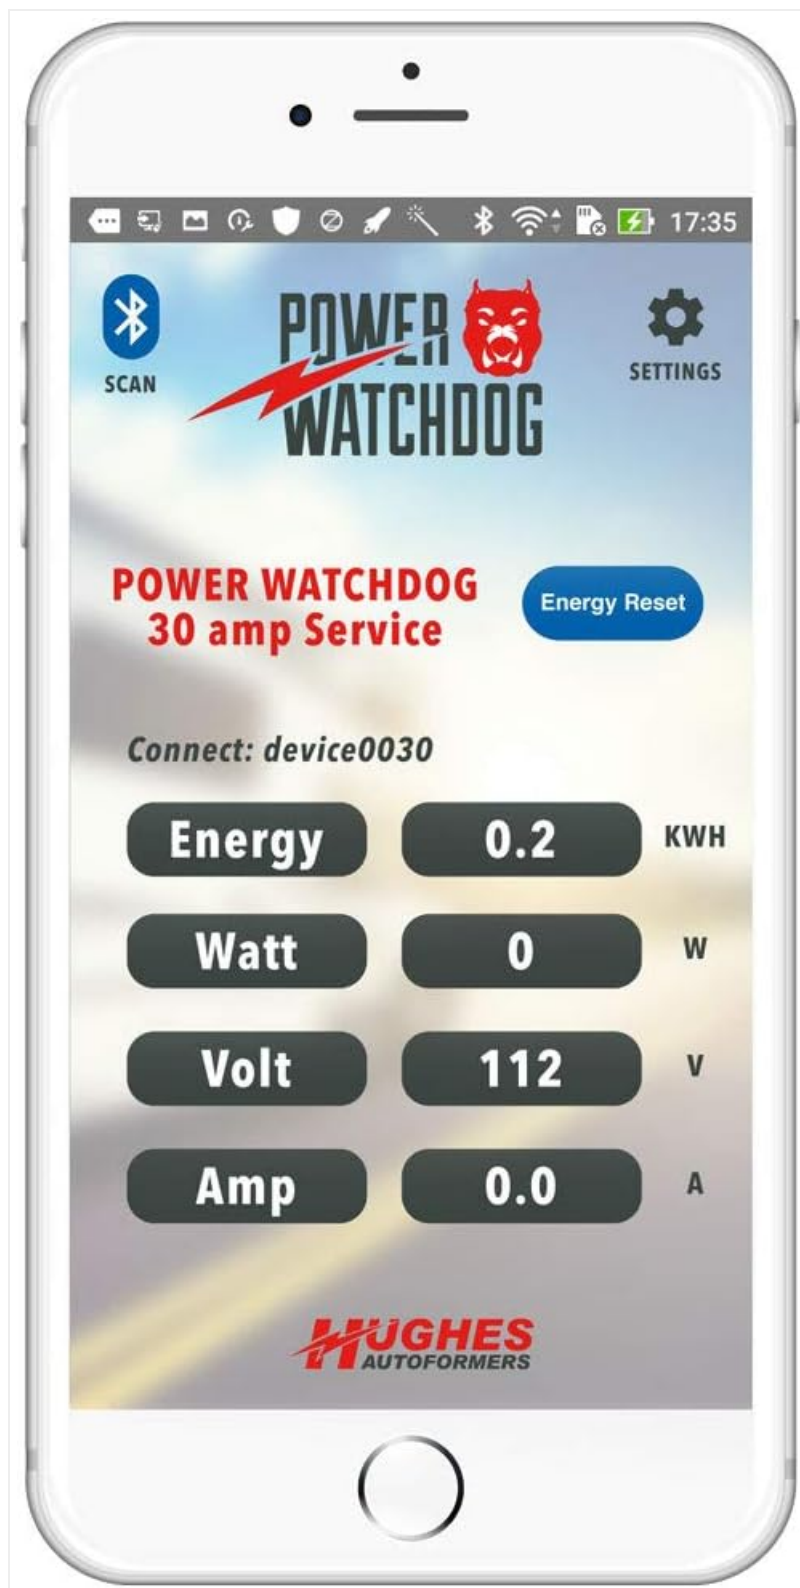 17:35
SCAN
POWER
WATCHDOG
SETTINGS
POWER WATCHDOG
30 amp Service
Energy Reset
Connect: device0030
Energy 0.2 KWH
Watt 0 W
Volt 112 V
Amp 0.0 A
HUGHES
AUTOFORMERS